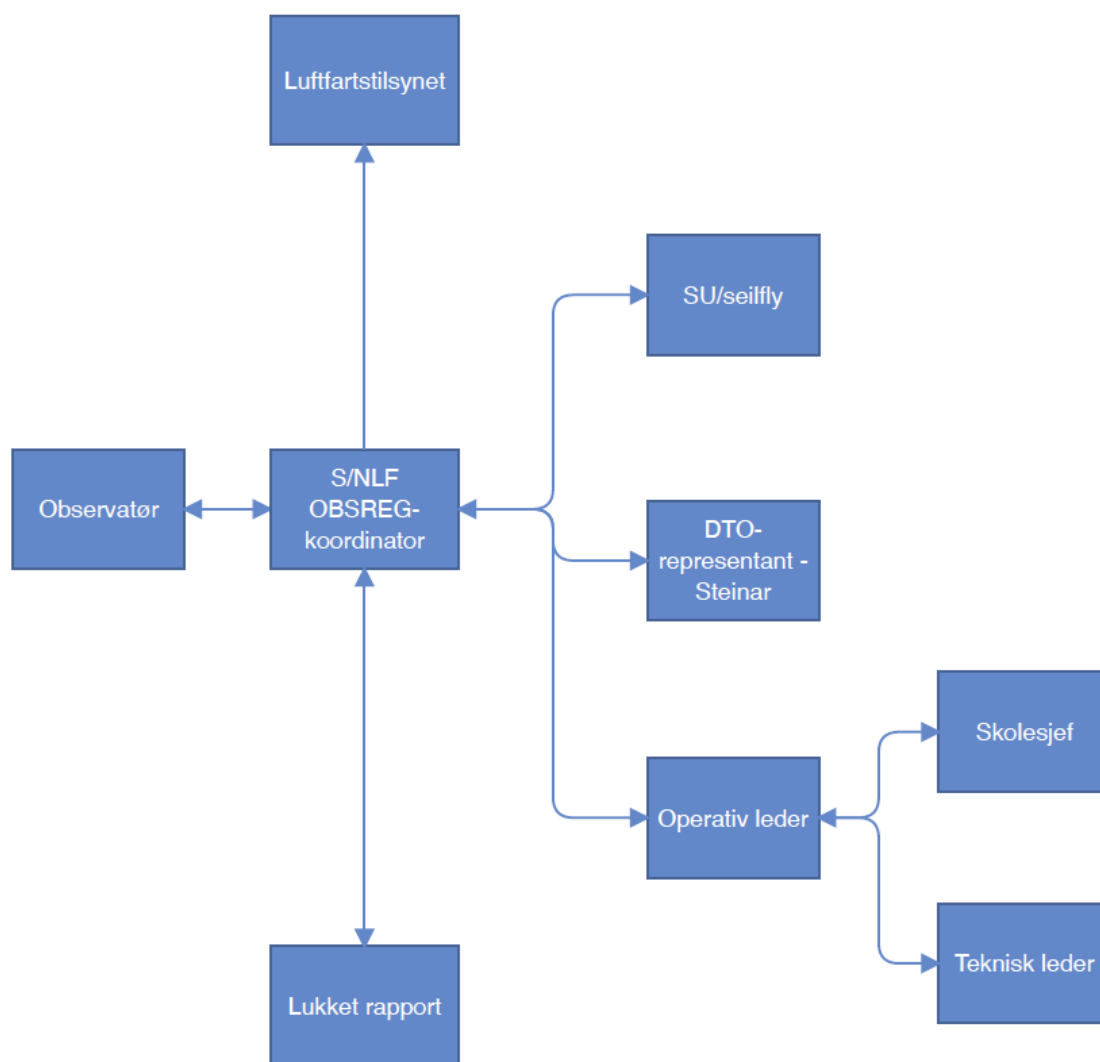 Luftfartstilsynet
SU/seilfly
Observatør
S/NLF
OBSREG-
koordinator
DTO-
representant -
Steinar
Skolesjef
Operativ leder
Teknisk leder
Lukket rapport